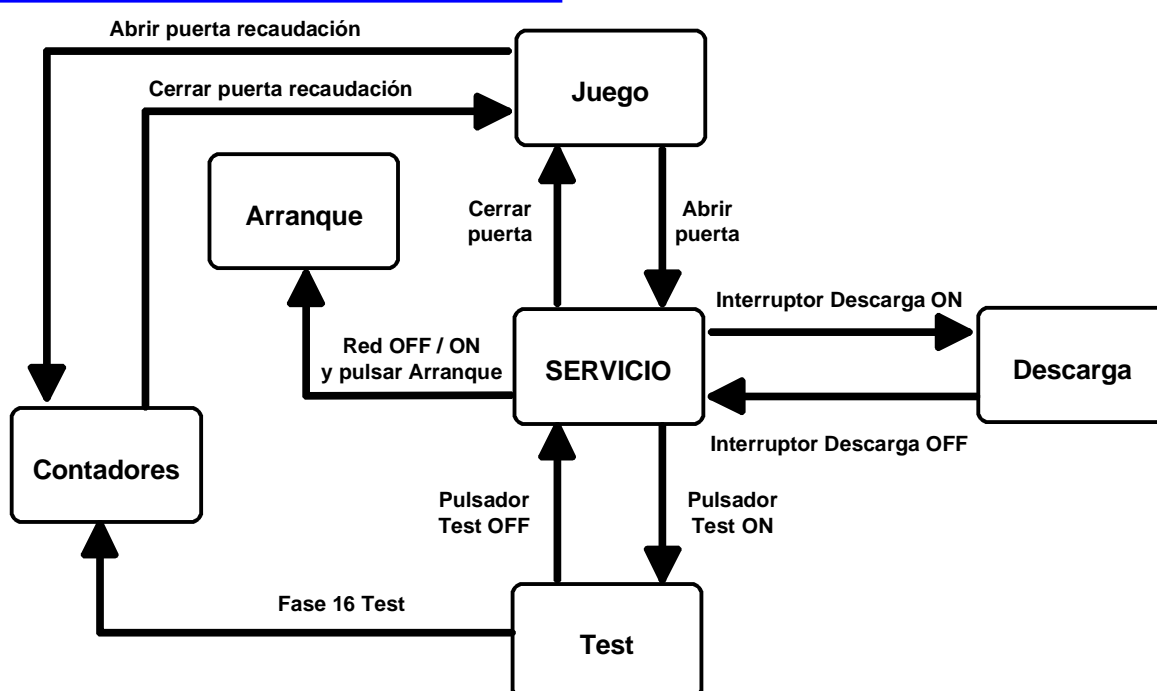 Abrir puerta recaudación
Juego
Cerrar puerta recaudación
Arranque
Cerrar
puerta
Abrir
puerta
Interruptor Descarga ON
Red OFF / ON
y pulsar Arranque
SERVICIO
Descarga
Interruptor Descarga OFF
Contadores
Pulsador
Test OFF
Pulsador
Test ON
Fase 16 Test
Test